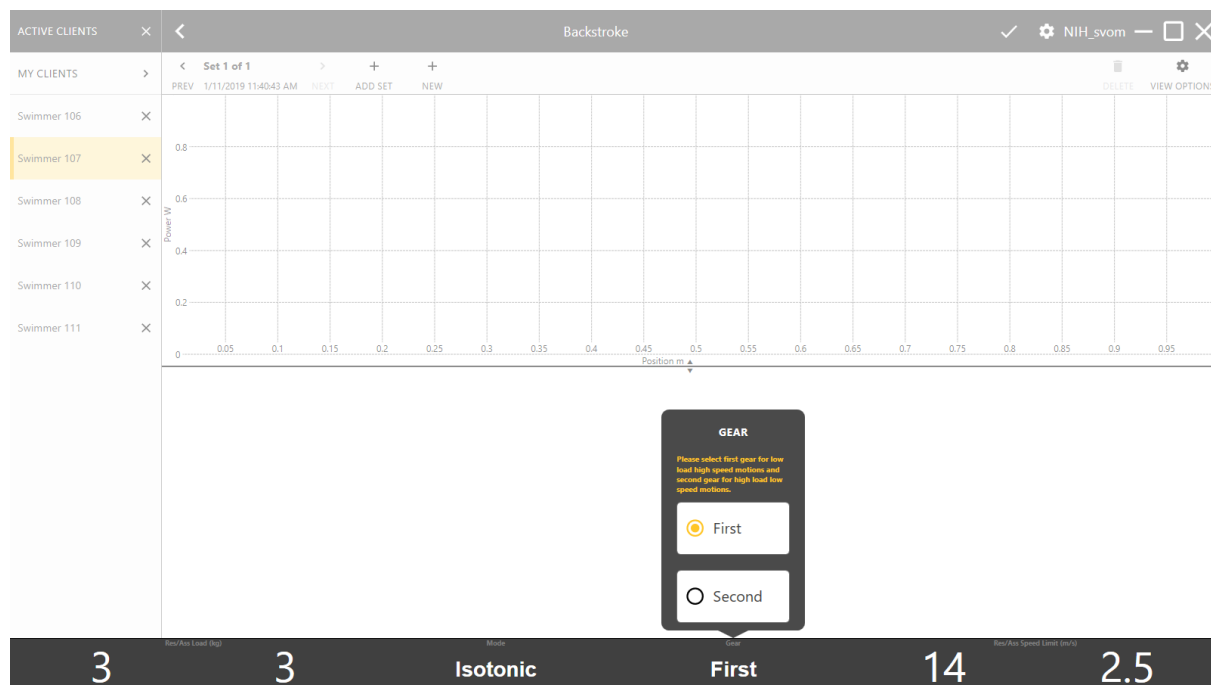 ACTIVE CLIENTS
Backstroke
NIH_svom
MY CLIENTS
Set 1 of 1
PREV 1/11/2019 11:40:43 AM NEXT ADD SET NEW
DELETE VIEW OPTIONS
Swimmer 106
Swimmer 107
Swimmer 108
Swimmer 109
Swimmer 110
Swimmer 111
0.8
0.6
Power W
0.4
0.2
0
0.05 0.1 0.15 0.2 0.25 0.3 0.35 0.4 0.45 0.5 0.55 0.6 0.65 0.7 0.75 0.8 0.85 0.9 0.95
Position m
GEAR
Please select first gear for low
load high speed motions and
second gear for high load low
speed motions.
First
Second
Res/Ass Load (kg) Mode Gear Res/Ass Speed Limit (m/s)
3 3 Isotonic First 14 2.5